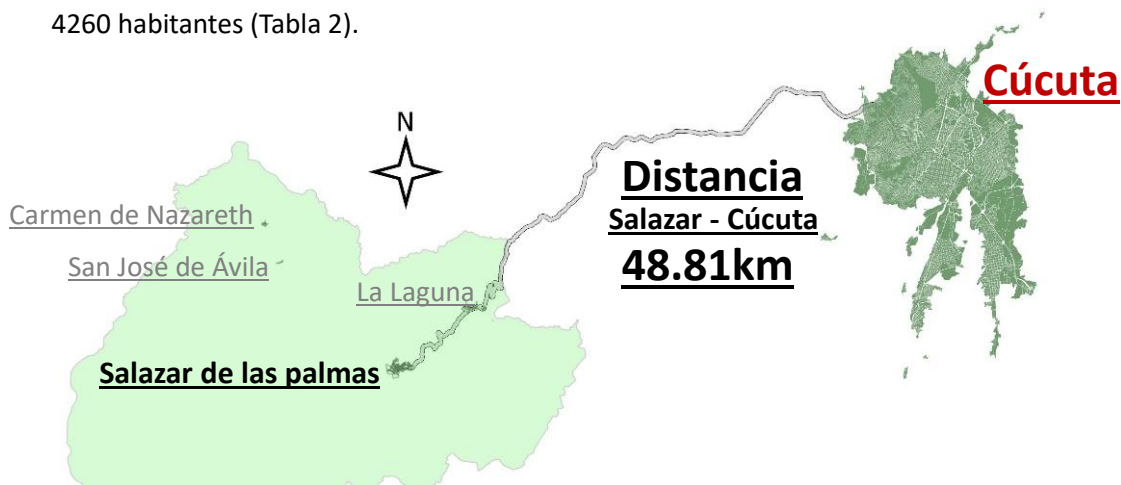 4260 habitantes (Tabla 2).
Cúcuta
N
Distancia
Salazar - Cúcuta
48.81km
Carmen de Nazareth
San José de Ávila
La Laguna
Salazar de las palmas